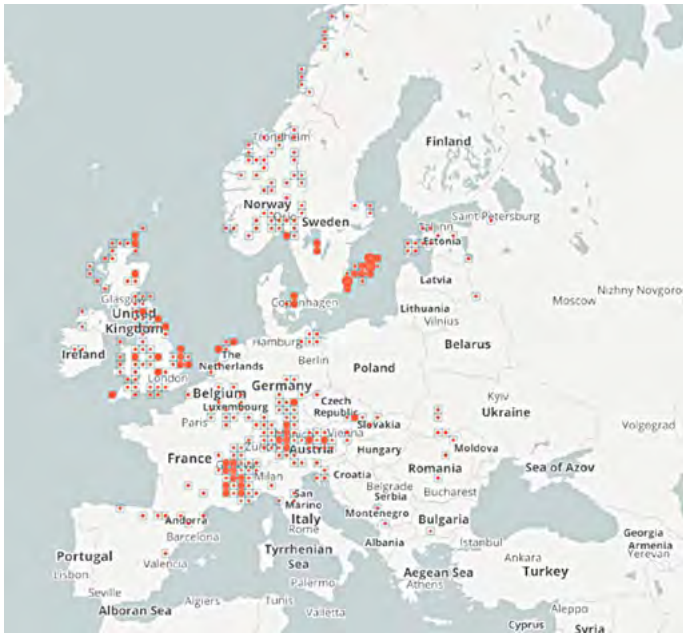 Finland
Trondheim
Norway
Oslo
Sweden
Saint Petersburg
Tallinn
Estonia
Latvia
Nizhny Novgoro
Moscow
Copenhagen
Lithuania
Vilnius
Glasgow
United
Kingdom
Ireland
Hamburg
The
Netherlands
Berlin
Poland
Belarus
London
Belgium
Germany
Luxembourg
Czech
Republic
Kyiv
Ukraine
Paris
Vienna
Slovakia
Volgograd
Austria
Hungary
Moldova
France
Milan
Croatia
Romania
Sea of Azov
San
Marino
Belgrade
Serbia
Bucharest
Andorra
Italy
Montenegro
Bulgaria
Barcelona
Rome
Albania
Istanbul
Georgia
Armenia
Portugal
Tyrrhenian
Sea
Ankara
Yerevan
Lisbon
Valencia
Aegean Sea
Turkey
Athens
Seville
Palermo
Alboran Sea
Algiers
Tunis
Valletta
Aleppo
Cyprus
Syria